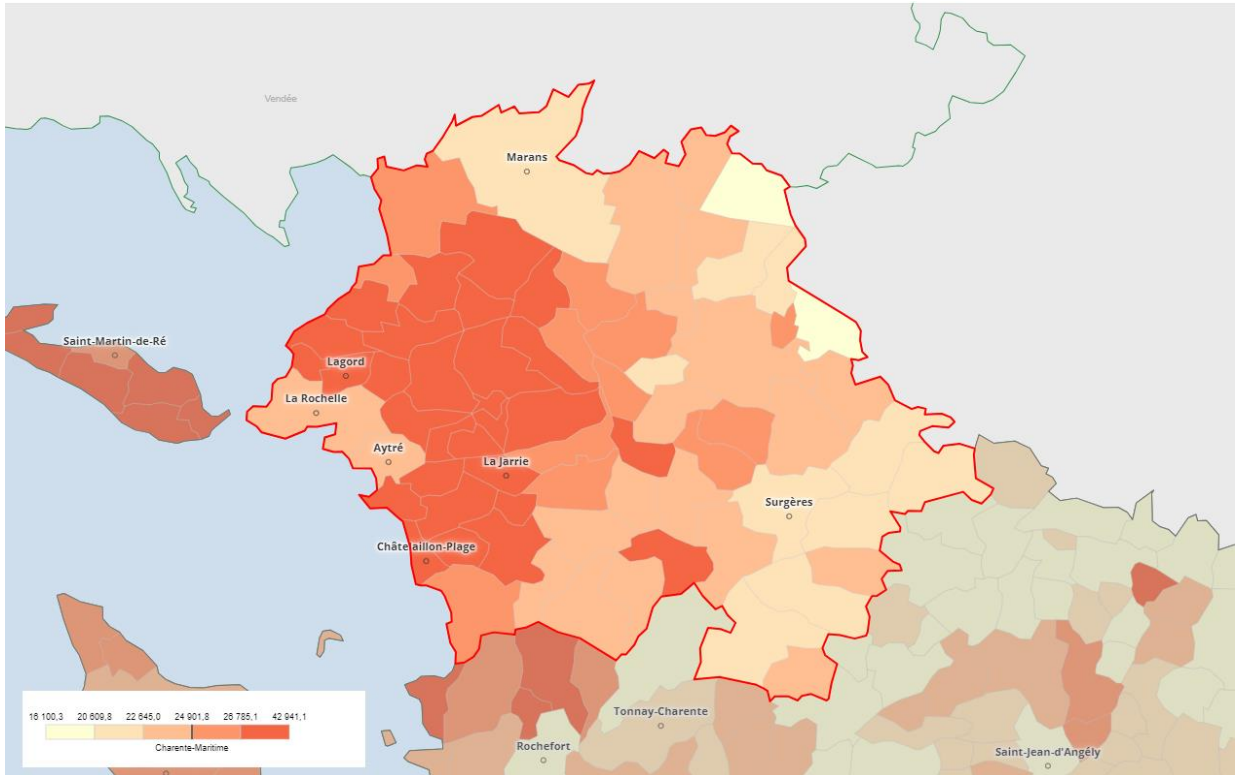 Vendée
Marans
Saint-Martin-de-Ré
Lagord
La Rochelle
Aytré
La Jarrie
Surgères
Châtelaillon-Plage
Tonnay-Charente
Rochefort
Saint-Jean-d'Angély
16 100,3 20 609,8 22 645,0 24 901,8 26 785,1 42 941,1
Charente-Maritime